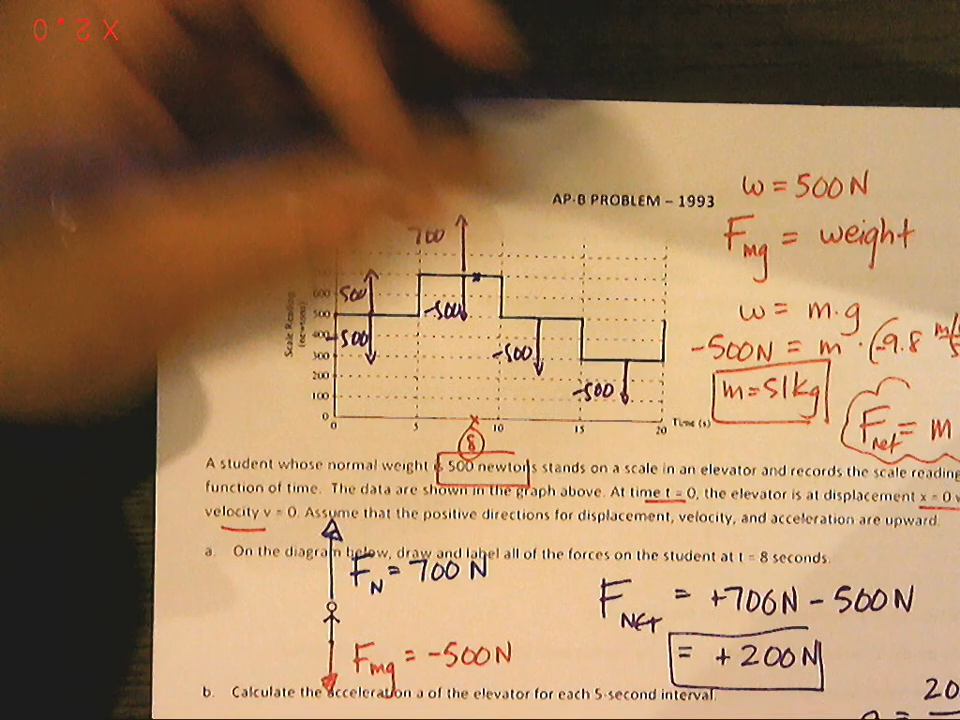 X 2.0
AP-B PROBLEM – 1993
w = 500 N
Fmg = weight
w = m·g
-500N = m · (-9.8 m/s
m=51kg
Fnet = m
700
500
-500
-500
-500
-500
Scale Reading
(newtons)
600
500
400
300
200
100
0
0 5 10 15 20 Time (s)
8
A student whose normal weight is 500 newtons stands on a scale in an elevator and records the scale reading
function of time. The data are shown in the graph above. At time t = 0, the elevator is at displacement x = 0
velocity v = 0. Assume that the positive directions for displacement, velocity, and acceleration are upward.
a. On the diagram below, draw and label all of the forces on the student at t = 8 seconds.
FN = 700 N
Fmg = -500N
FNET = +700N - 500N
= +200N
b. Calculate the acceleration a of the elevator for each 5-second interval.
20